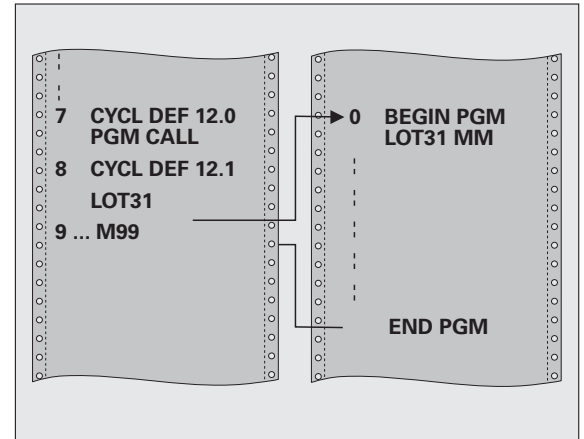 7 CYCL DEF 12.0
PGM CALL
8 CYCL DEF 12.1
LOT31
9 ... M99
0 BEGIN PGM
LOT31 MM
END PGM